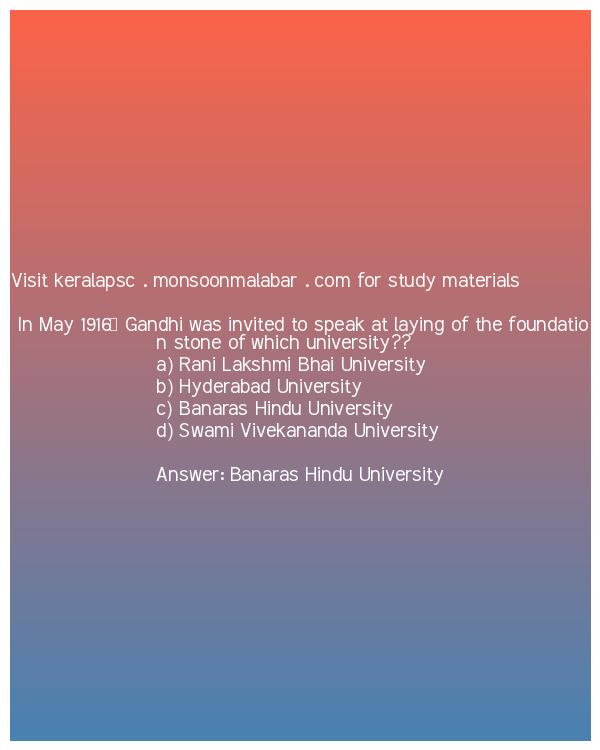 Visit keralapsc . monsoonmalabar . com for study materials
In May 1916□ Gandhi was invited to speak at laying of the foundatio
n stone of which university??
a) Rani Lakshmi Bhai University
b) Hyderabad University
c) Banaras Hindu University
d) Swami Vivekananda University
Answer: Banaras Hindu University